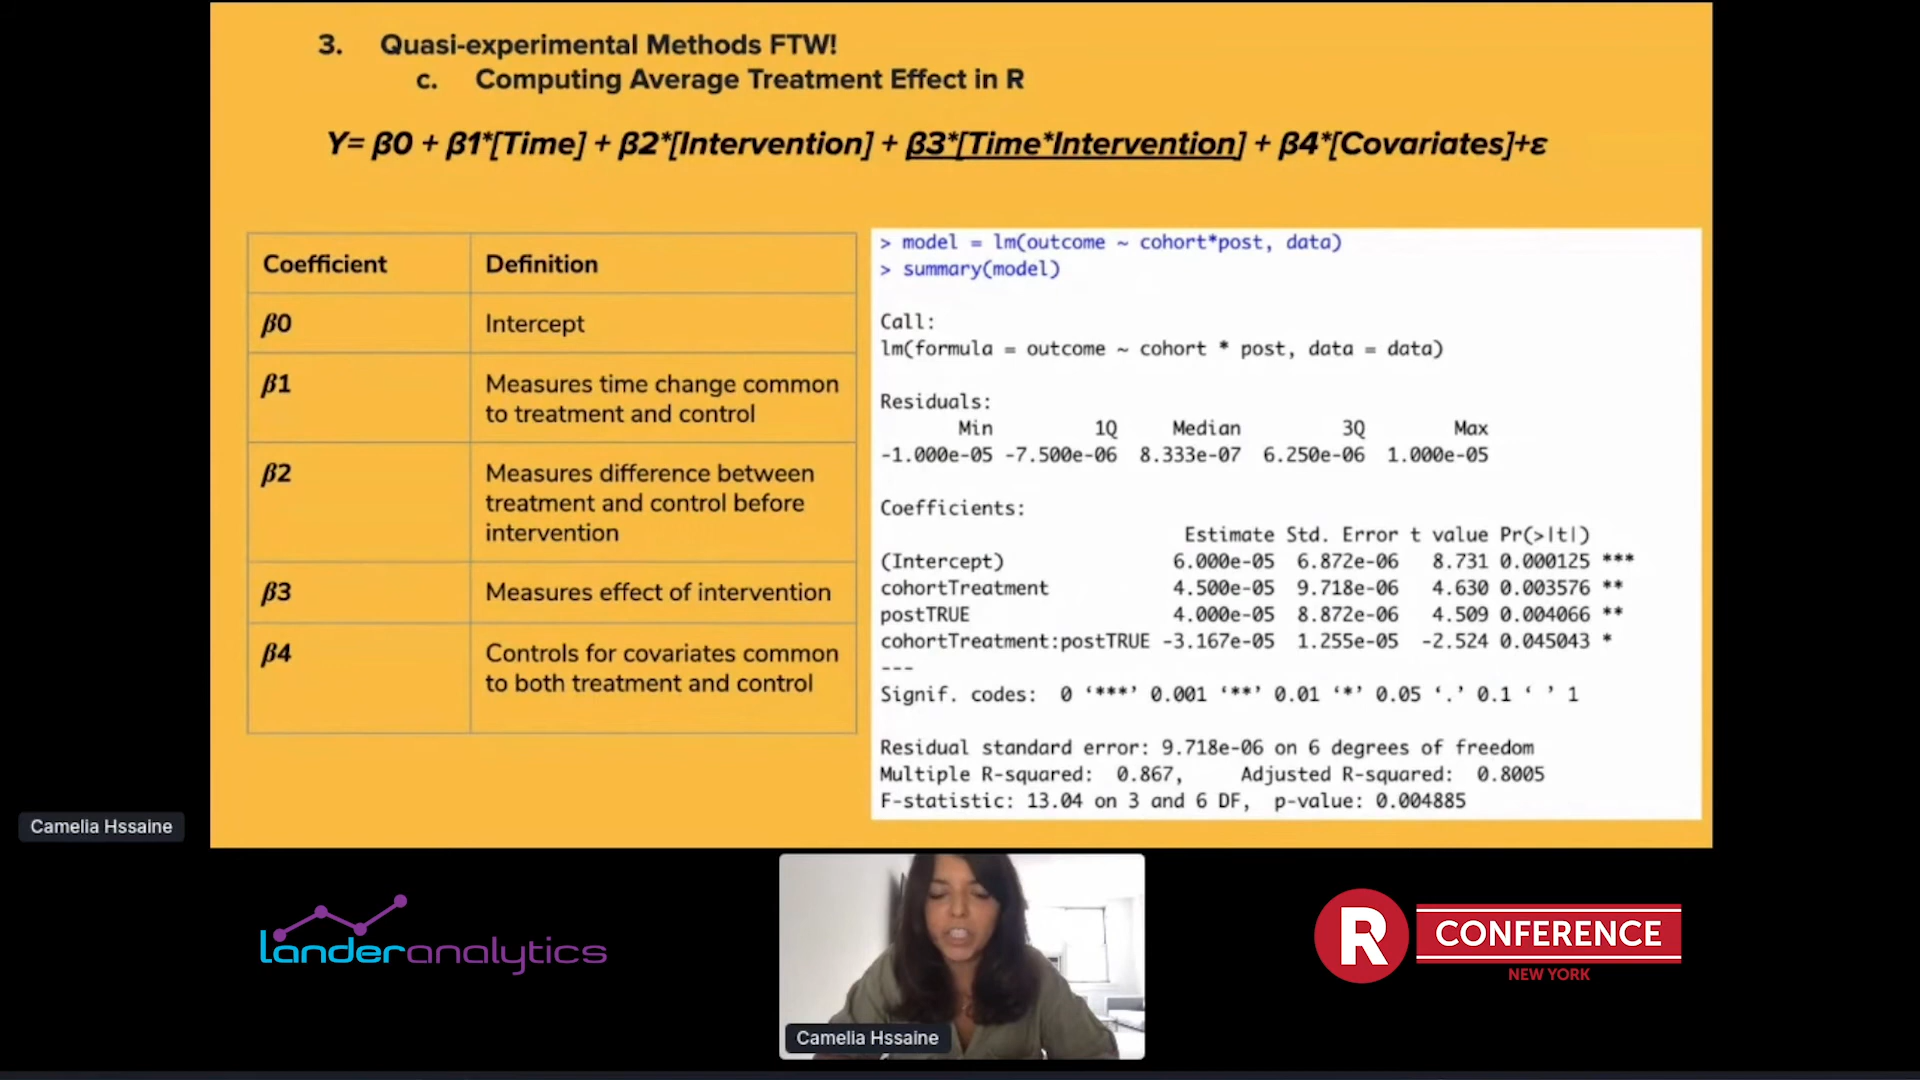 3. Quasi-experimental Methods FTW!
c. Computing Average Treatment Effect in R
Y= β0 + β1*[Time] + β2*[Intervention] + β3*[Time*Intervention] + β4*[Covariates]+ε
Coefficient Definition
β0 Intercept
β1 Measures time change common
to treatment and control
β2 Measures difference between
treatment and control before
intervention
β3 Measures effect of intervention
β4 Controls for covariates common
to both treatment and control
> model = lm(outcome ~ cohort*post, data)
> summary(model)
Call:
lm(formula = outcome ~ cohort * post, data = data)
Residuals:
Min 1Q Median 3Q Max
-1.000e-05 -7.500e-06 8.333e-07 6.250e-06 1.000e-05
Coefficients:
Estimate Std. Error t value Pr(>|t|)
(Intercept) 6.000e-05 6.872e-06 8.731 0.000125 ***
cohortTreatment 4.500e-05 9.718e-06 4.630 0.003576 **
postTRUE 4.000e-05 8.872e-06 4.509 0.004066 **
cohortTreatment:postTRUE -3.167e-05 1.255e-05 -2.524 0.045043 *
---
Signif. codes: 0 ‘***’ 0.001 ‘**’ 0.01 ‘*’ 0.05 ‘.’ 0.1 ‘ ’ 1
Residual standard error: 9.718e-06 on 6 degrees of freedom
Multiple R-squared: 0.867, Adjusted R-squared: 0.8005
F-statistic: 13.04 on 3 and 6 DF, p-value: 0.004885
Camelia Hssaine
landeranalytics
Camelia Hssaine
R CONFERENCE
NEW YORK